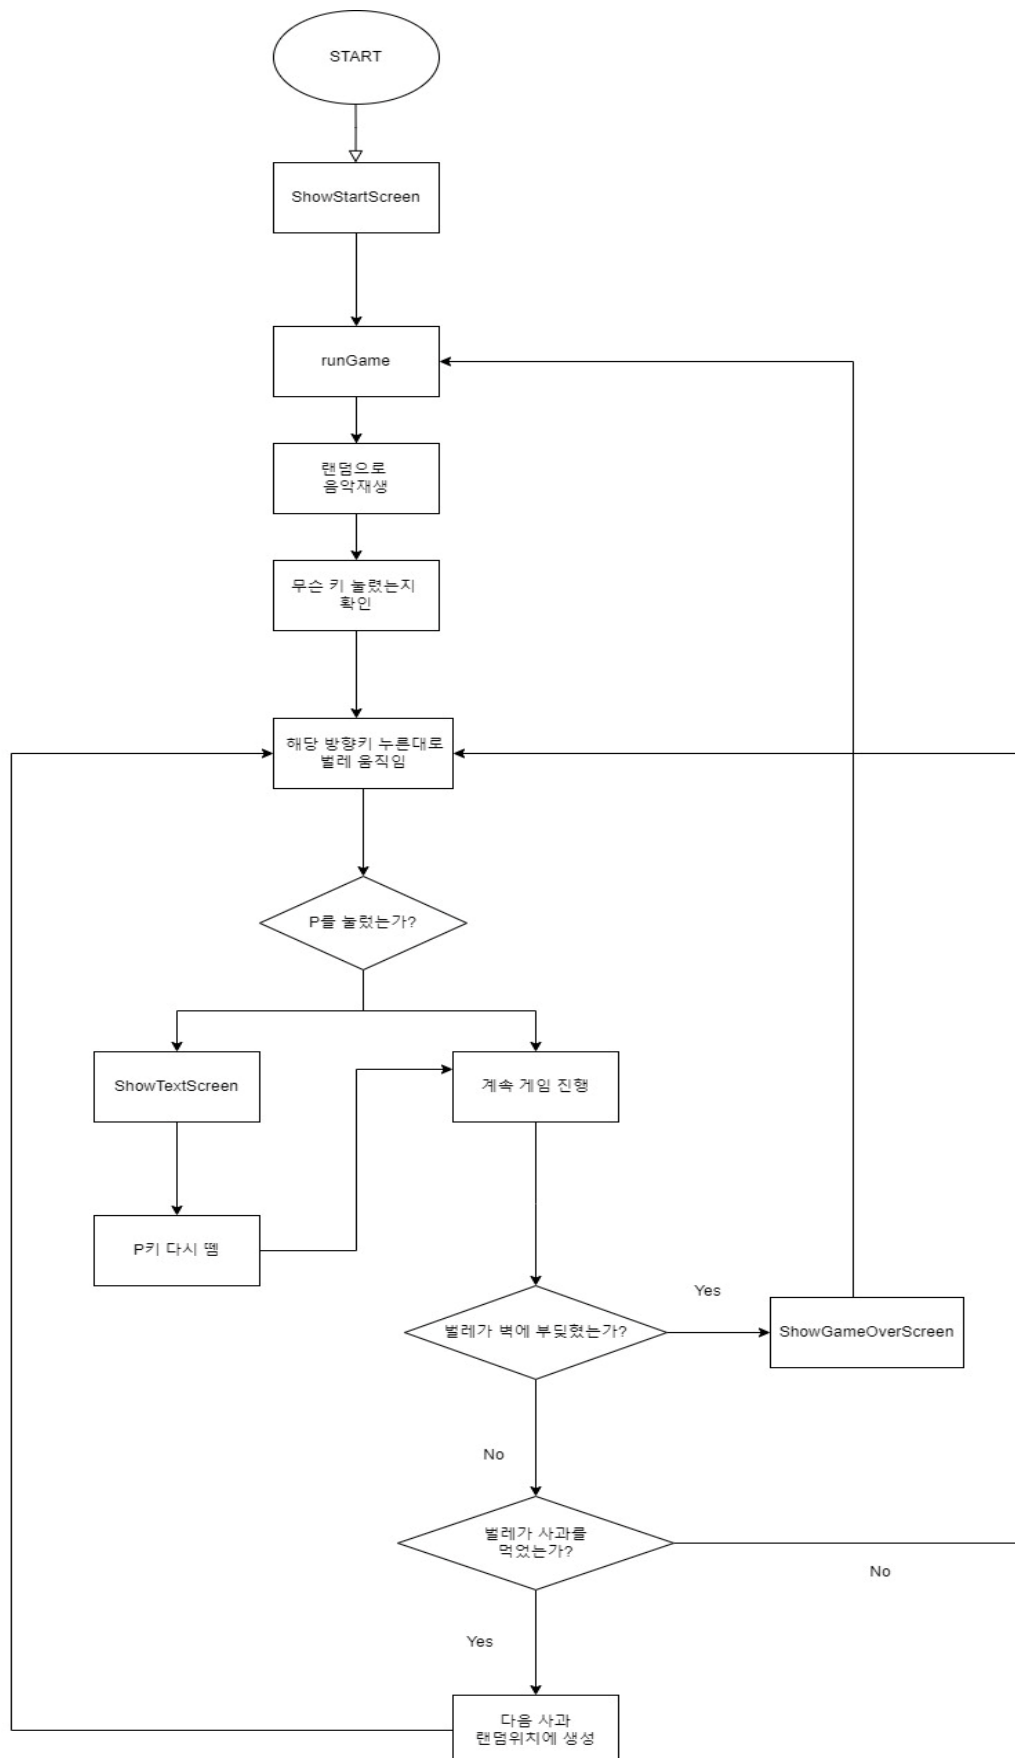 START
ShowStartScreen
runGame
랜덤으로
음악재생
무슨 키 눌렸는지
확인
해당 방향키 누른대로
벌레 움직임
P를 눌렀는가?
ShowTextScreen
계속 게임 진행
P키 다시 뗌
벌레가 벽에 부딪혔는가?
Yes
ShowGameOverScreen
No
벌레가 사과를
먹었는가?
No
Yes
다음 사과
랜덤위치에 생성